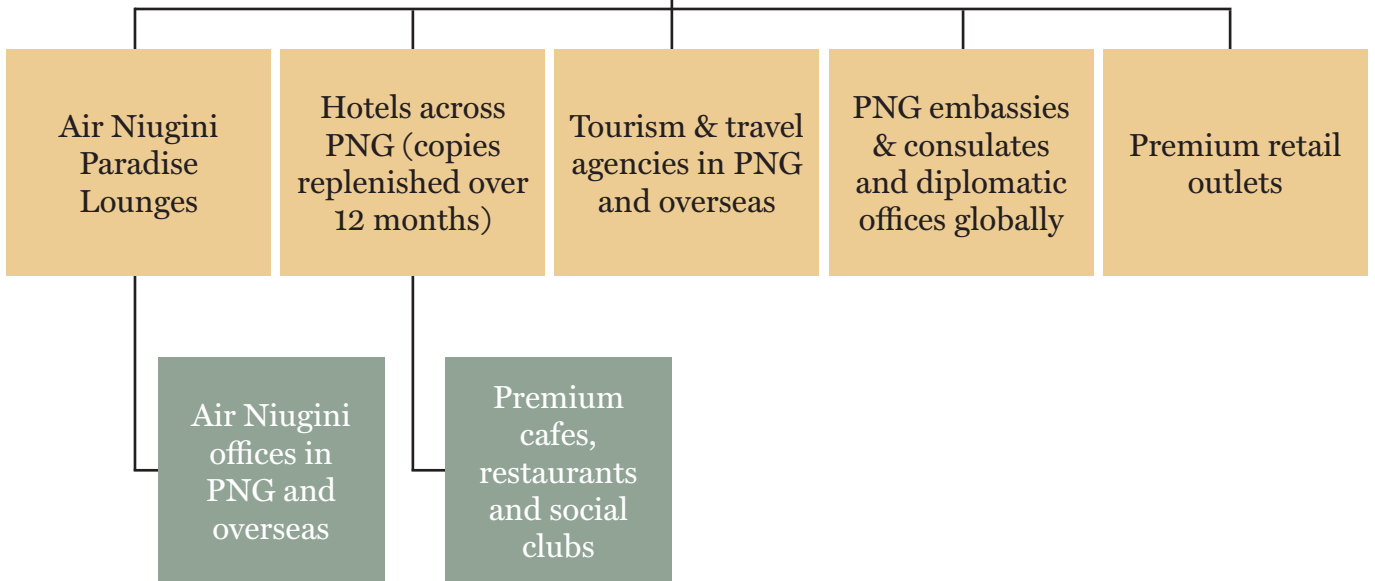 Air Niugini
Paradise
Lounges
Hotels across
PNG (copies
replenished over
12 months)
Tourism & travel
agencies in PNG
and overseas
PNG embassies
& consulates
and diplomatic
offices globally
Premium retail
outlets
Air Niugini
offices in
PNG and
overseas
Premium
cafes,
restaurants
and social
clubs